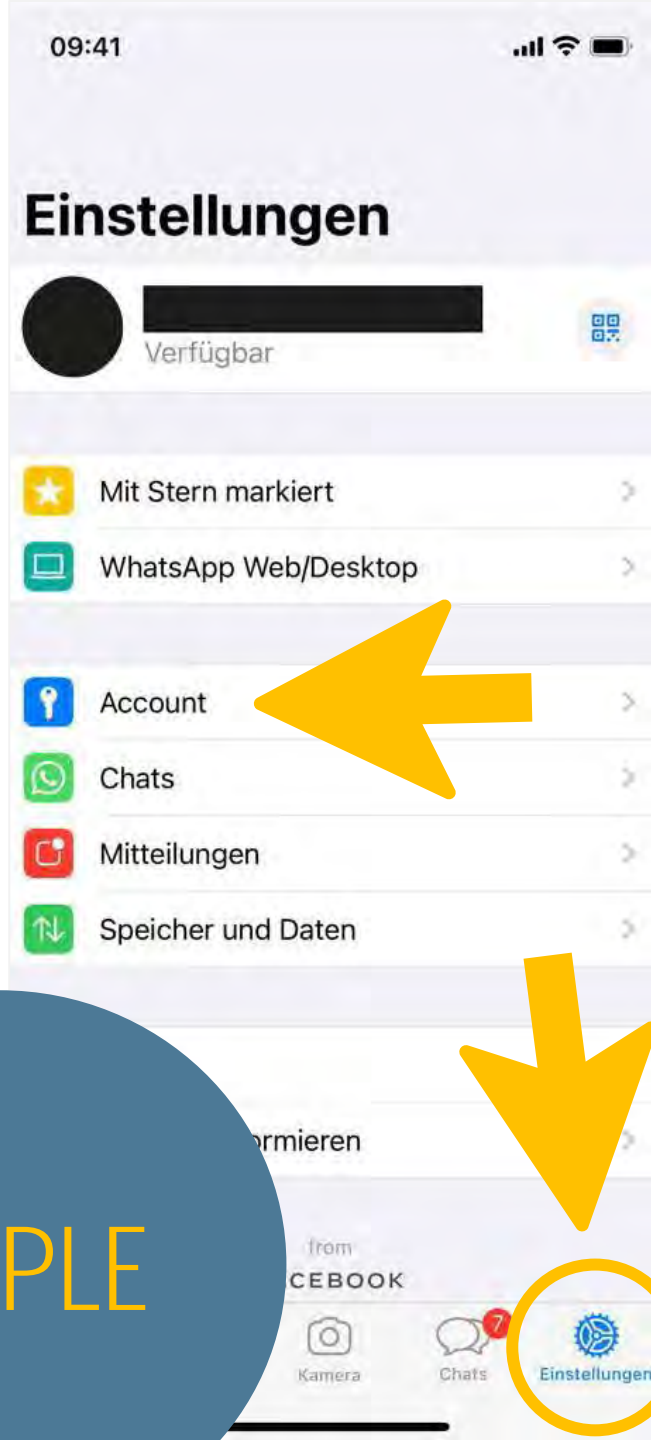 09:41
Einstellungen
Verfügbar
Mit Stern markiert
WhatsApp Web/Desktop
Account
Chats
Mitteilungen
Speicher und Daten
ormieren
PLE
from
CEBOOK
7
Kamera
Chats
Einstellungen